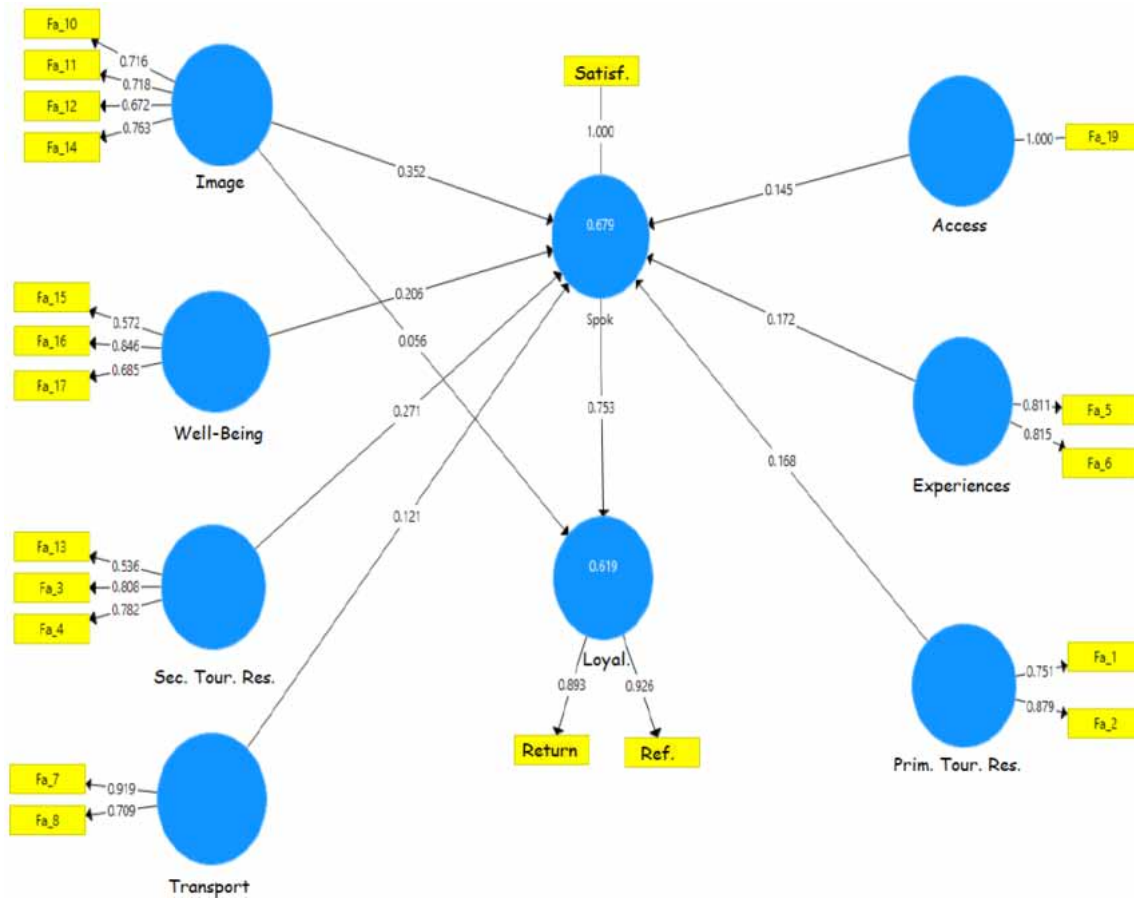 Fa_10
Fa_11
Fa_12
Fa_14
0.716
0.718
0.672
0.763
Image
Satisf.
1.000
0.679
Spok
Fa_19
1.000
Access
0.352
0.145
Fa_15
Fa_16
Fa_17
0.572
0.846
0.685
Well-Being
0.206
0.056
0.172
0.271
0.753
Fa_5
Fa_6
0.811
0.815
Experiences
0.168
0.121
Fa_13
Fa_3
Fa_4
0.536
0.808
0.782
Sec. Tour. Res.
0.619
Loyal.
0.893
0.926
Return
Ref.
Fa_1
Fa_2
0.751
0.879
Prim. Tour. Res.
Fa_7
Fa_8
0.919
0.709
Transport